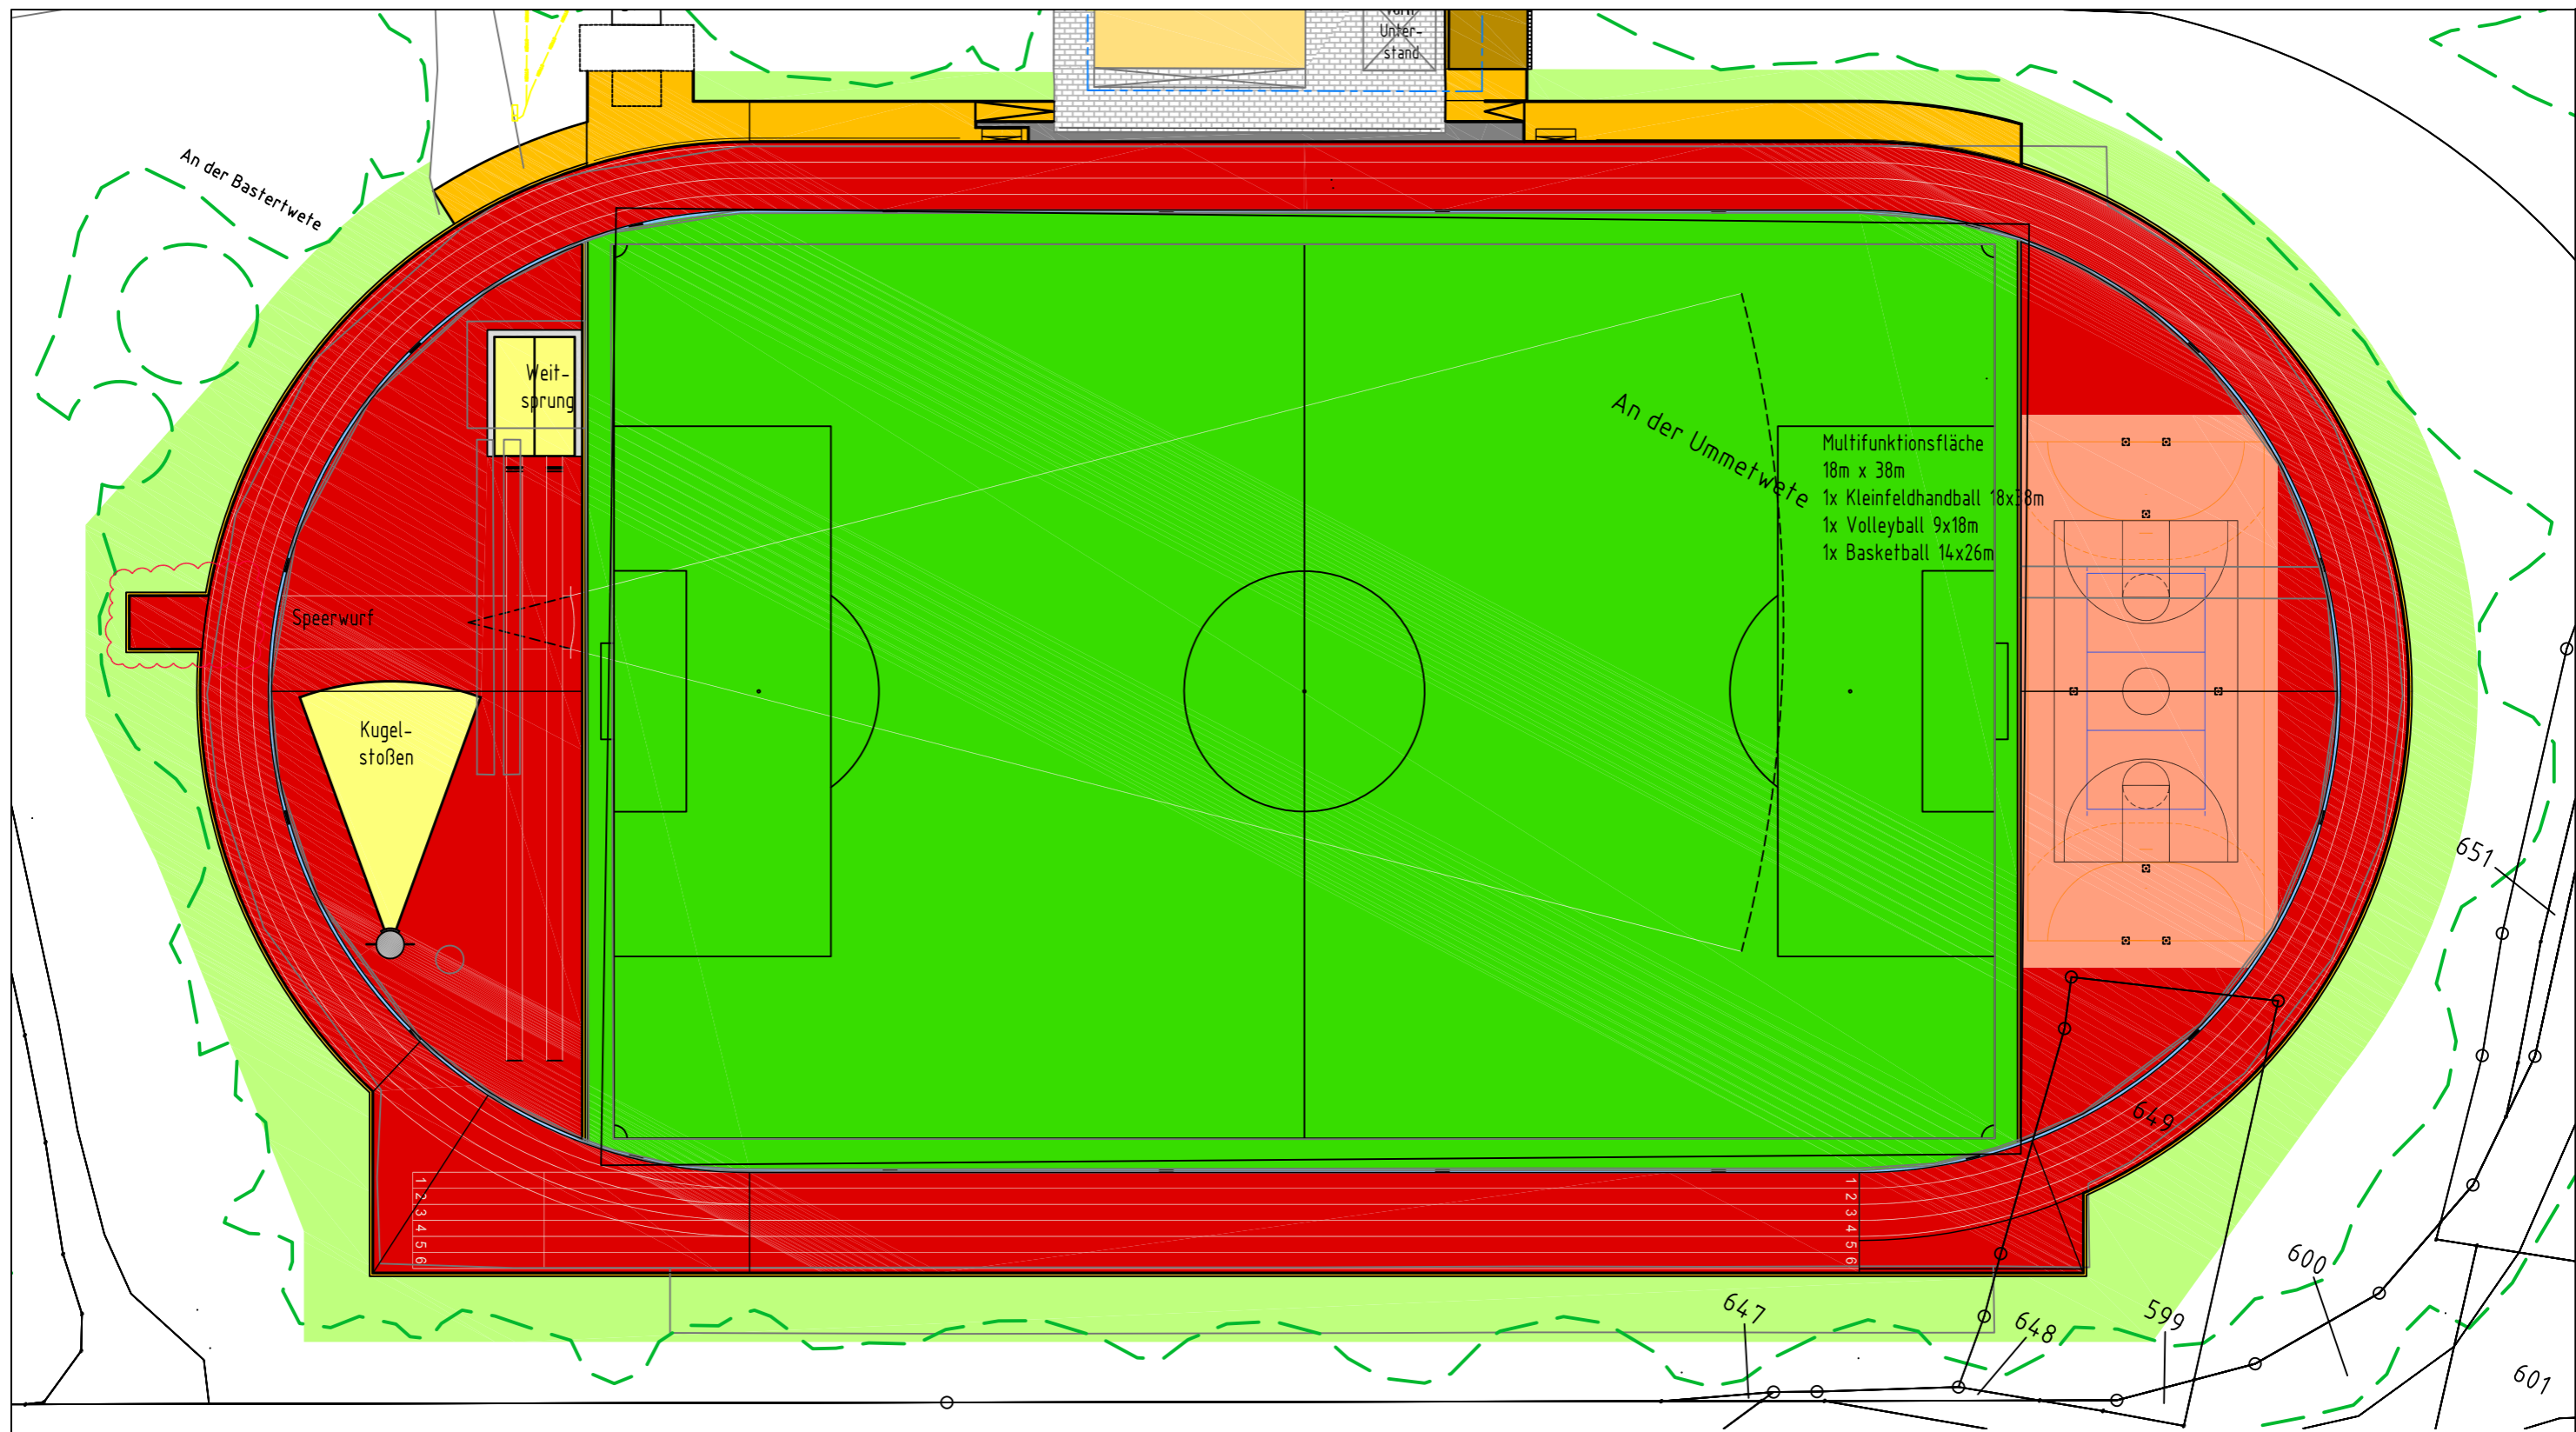 Unter-
stand
An der Bastertwete
Weit-
sprung
An der Ummetwete
Multifunktionsfläche
18m x 38m
1x Kleinfeldhandball 18x38m
1x Volleyball 9x18m
1x Basketball 14x26m
Speerwurf
Kugel-
stoßen
651
649
1 2 3 4 5 6
1 2 3 4 5 6
600
647
648
599
601